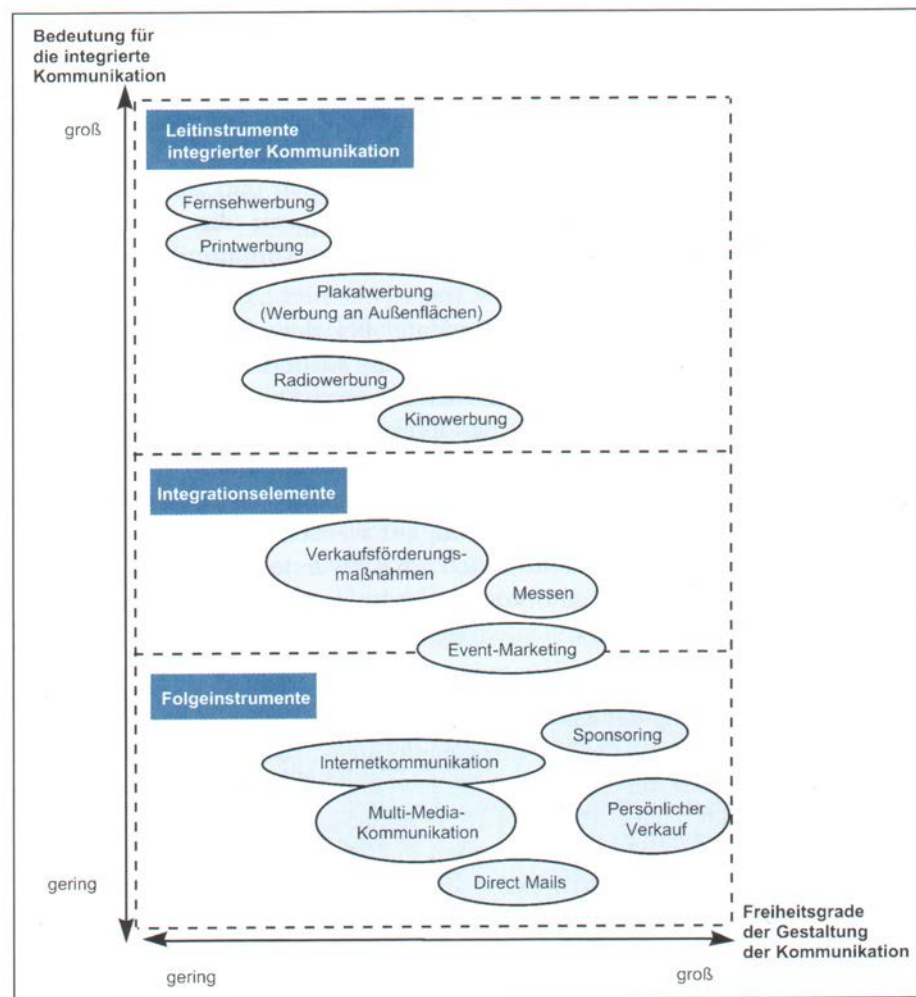 Bedeutung für
die integrierte
Kommunikation
groß
Leitinstrumente
integrierter Kommunikation
Fernsehwerbung
Printwerbung
Plakatwerbung
(Werbung an Außenflächen)
Radiowerbung
Kinowerbung
Integrationselemente
Verkaufsförderungs-
maßnahmen
Messen
Event-Marketing
Folgeinstrumente
Sponsoring
Internetkommunikation
Multi-Media-
Kommunikation
Persönlicher
Verkauf
Direct Mails
gering
Freiheitsgrade
der Gestaltung
der Kommunikation
gering
groß